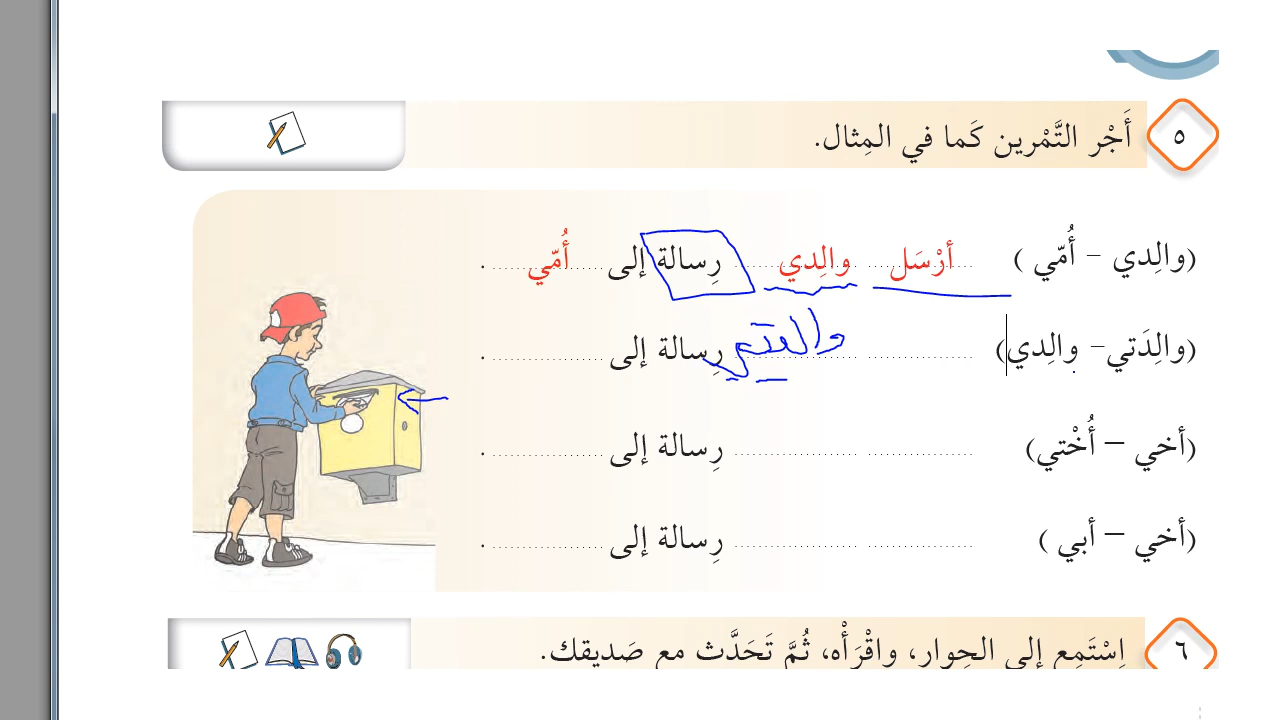 ٥ أَجْر التَّمْرين كَما في المِثال.
(والِدي – أُمّي ) أرْسَل والِدي رِسالة إلى أُمّي .
(والِدَتي– والِدي) والدتي رِسالة إلى .
(أخي – أُخْتي) رِسالة إلى .
(أخي – أبي ) رِسالة إلى .
٦ اِسْتَمِع إلى الحِوار، واقْرَأْه، ثُمَّ تَحَدَّث مع صَديقك.